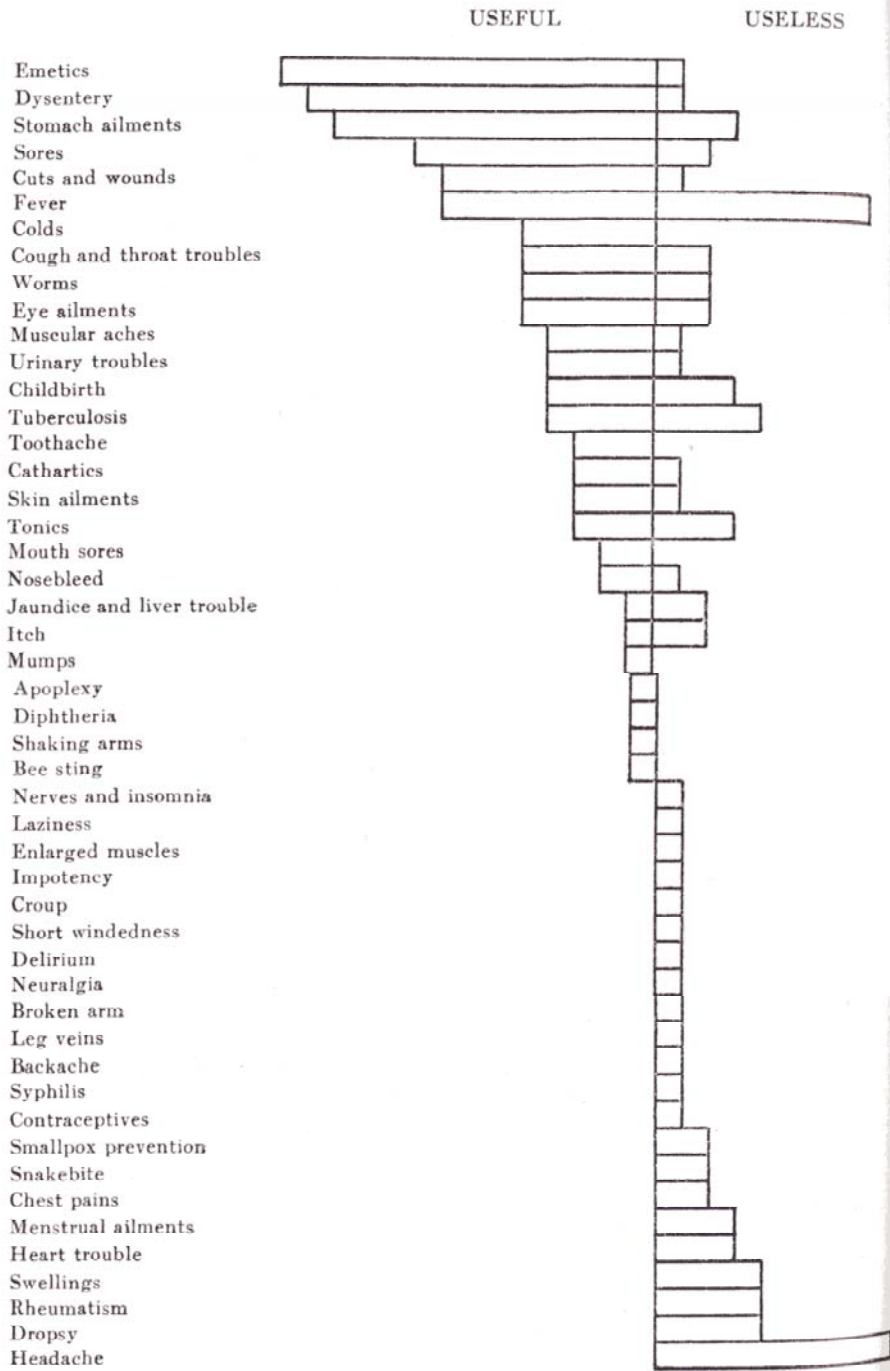 USEFUL USELESS
Emetics
Dysentery
Stomach ailments
Sores
Cuts and wounds
Fever
Colds
Cough and throat troubles
Worms
Eye ailments
Muscular aches
Urinary troubles
Childbirth
Tuberculosis
Toothache
Cathartics
Skin ailments
Tonics
Mouth sores
Nosebleed
Jaundice and liver trouble
Itch
Mumps
Apoplexy
Diphtheria
Shaking arms
Bee sting
Nerves and insomnia
Laziness
Enlarged muscles
Impotency
Croup
Short windedness
Delirium
Neuralgia
Broken arm
Leg veins
Backache
Syphilis
Contraceptives
Smallpox prevention
Snakebite
Chest pains
Menstrual ailments
Heart trouble
Swellings
Rheumatism
Dropsy
Headache